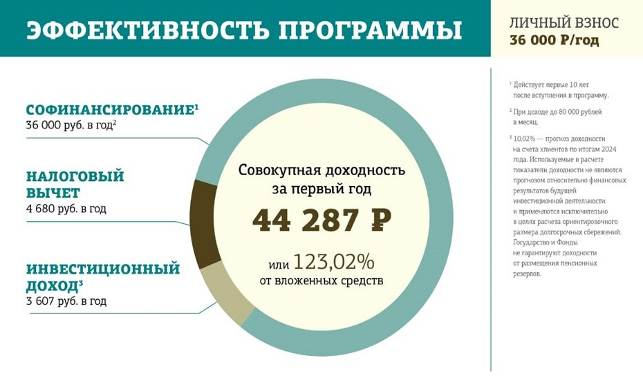 ЭФФЕКТИВНОСТЬ ПРОГРАММЫ
ЛИЧНЫЙ ВЗНОС
36 000 ₽/год
СОФИНАНСИРОВАНИЕ¹
36 000 руб. в год²
НАЛОГОВЫЙ
ВЫЧЕТ
4 680 руб. в год
ИНВЕСТИЦИОННЫЙ
ДОХОД³
3 607 руб. в год
Совокупная доходность
за первый год
44 287 ₽
или 123,02%
от вложенных средств
¹ Действует первые 10 лет
после вступления в программу.
² При доходе до 80 000 рублей
в месяц.
³ 10,02% — прогноз доходности
на счета клиентов по итогам 2024
года. Используемые в расчете
показатели доходности не являются
прогнозом относительно финансовых
результатов будущей
инвестиционной деятельности
и применяются исключительно
в целях расчета ориентировочного
размера долгосрочных сбережений.
Государство и Фонды
не гарантируют доходности
от размещения пенсионных
резервов.